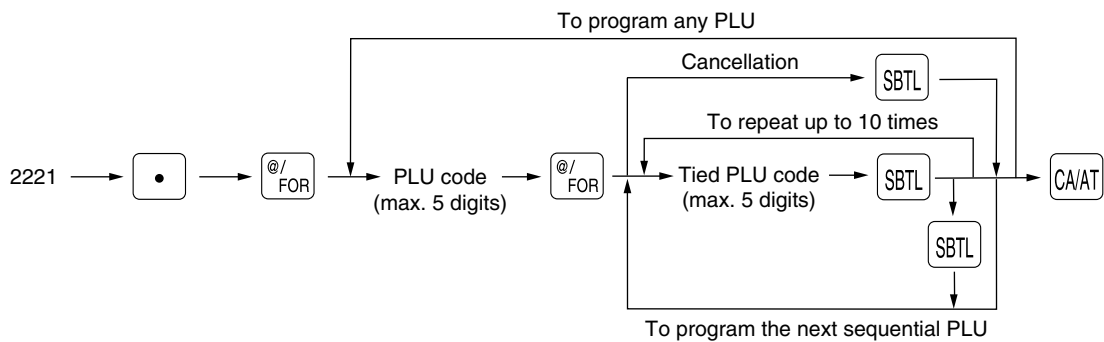 To program any PLU
Cancellation
SBTL
To repeat up to 10 times
2221
•
@/
FOR
PLU code
(max. 5 digits)
@/
FOR
Tied PLU code
(max. 5 digits)
SBTL
CA/AT
SBTL
To program the next sequential PLU